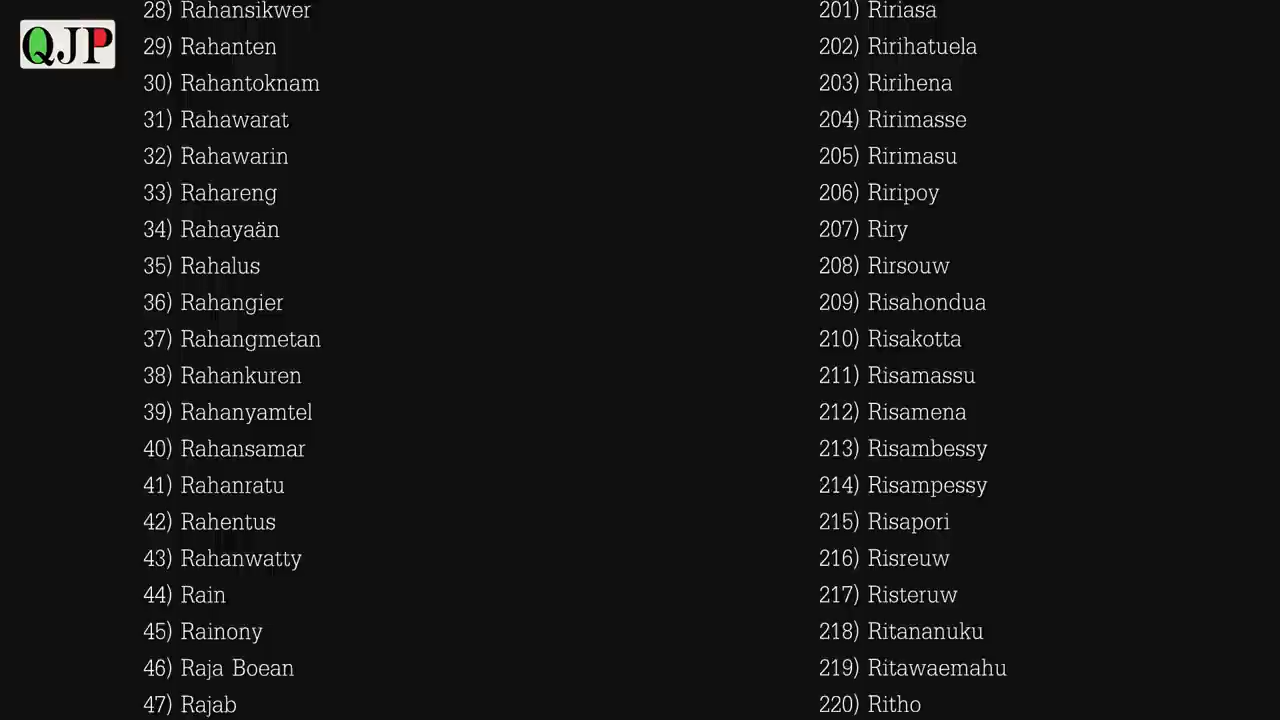 QJP
28) Rahansikwer
29) Rahanten
30) Rahantoknam
31) Rahawarat
32) Rahawarin
33) Rahareng
34) Rahayaän
35) Rahalus
36) Rahangier
37) Rahangmetan
38) Rahankuren
39) Rahanyamtel
40) Rahansamar
41) Rahanratu
42) Rahentus
43) Rahanwatty
44) Rain
45) Rainony
46) Raja Boean
47) Rajab
201) Ririasa
202) Ririhatuela
203) Ririhena
204) Ririmasse
205) Ririmasu
206) Riripoy
207) Riry
208) Rirsouw
209) Risahondua
210) Risakotta
211) Risamassu
212) Risamena
213) Risambessy
214) Risampessy
215) Risapori
216) Risreuw
217) Risteruw
218) Ritananuku
219) Ritawaemahu
220) Ritho